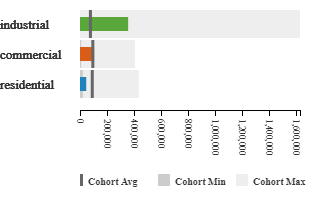 industrial
commercial
residential
0
200,000
400,000
600,000
800,000
1,000,000
1,200,000
1,400,000
1,600,000
Cohort Avg Cohort Min Cohort Max